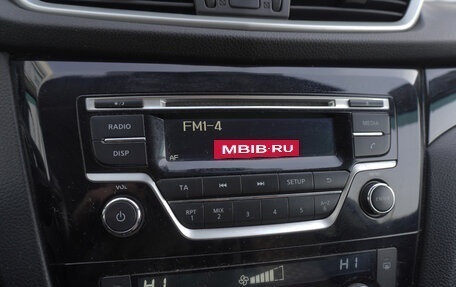 FM1-4
RADIO
MEDIA
MBIB.RU
DISP
AF
VOL
TA
SETUP
RPT 1
MIX 2
3
4
5
A-Z 6
ENTER
HI
HI